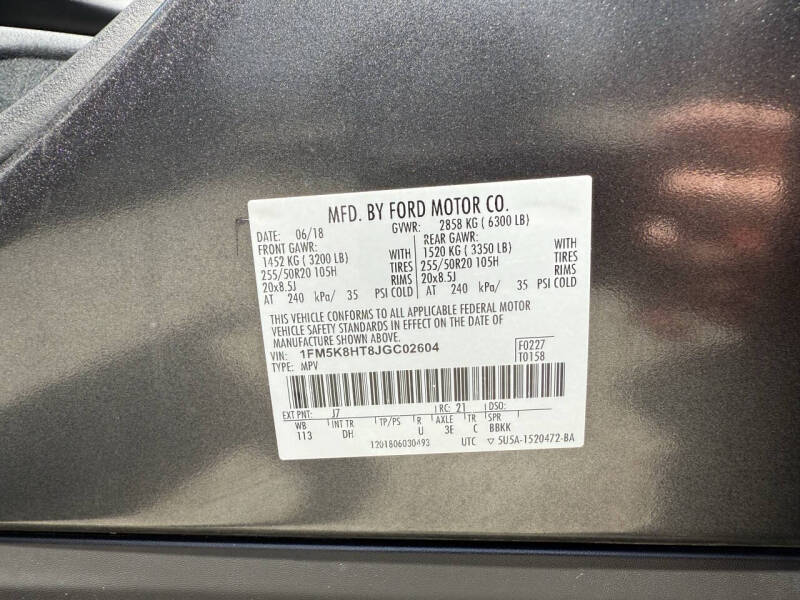 MFD. BY FORD MOTOR CO.
DATE: 06/18 GVWR: 2858 KG ( 6300 LB)
FRONT GAWR: REAR GAWR:
1452 KG ( 3200 LB) WITH 1520 KG ( 3350 LB) WITH
255/50R20 105H TIRES 255/50R20 105H TIRES
20x8.5J RIMS 20x8.5J RIMS
AT 240 kPa/ 35 PSI COLD AT 240 kPa/ 35 PSI COLD
THIS VEHICLE CONFORMS TO ALL APPLICABLE FEDERAL MOTOR
VEHICLE SAFETY STANDARDS IN EFFECT ON THE DATE OF
MANUFACTURE SHOWN ABOVE.
VIN: 1FM5K8HT8JGC02604 F0227
TYPE: MPV T0158
EXT PNT: J7 RC: 21 DSO:
WB INT TR TP/PS R AXLE TR SPR
113 DH U 3E C BBKK
1201806030493 UTC ▽ 5U5A-1520472-BA